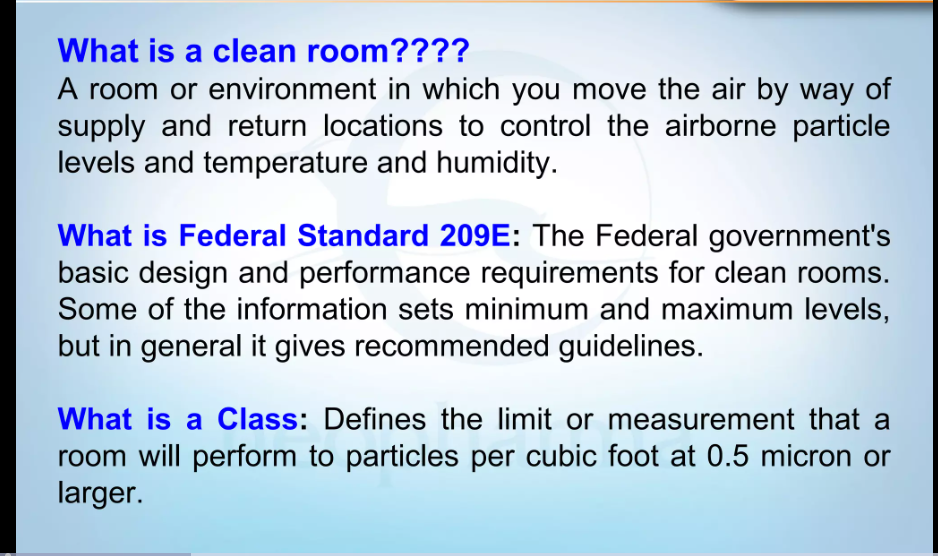 What is a clean room????
A room or environment in which you move the air by way of
supply and return locations to control the airborne particle
levels and temperature and humidity.
What is Federal Standard 209E: The Federal government's
basic design and performance requirements for clean rooms.
Some of the information sets minimum and maximum levels,
but in general it gives recommended guidelines.
What is a Class: Defines the limit or measurement that a
room will perform to particles per cubic foot at 0.5 micron or
larger.